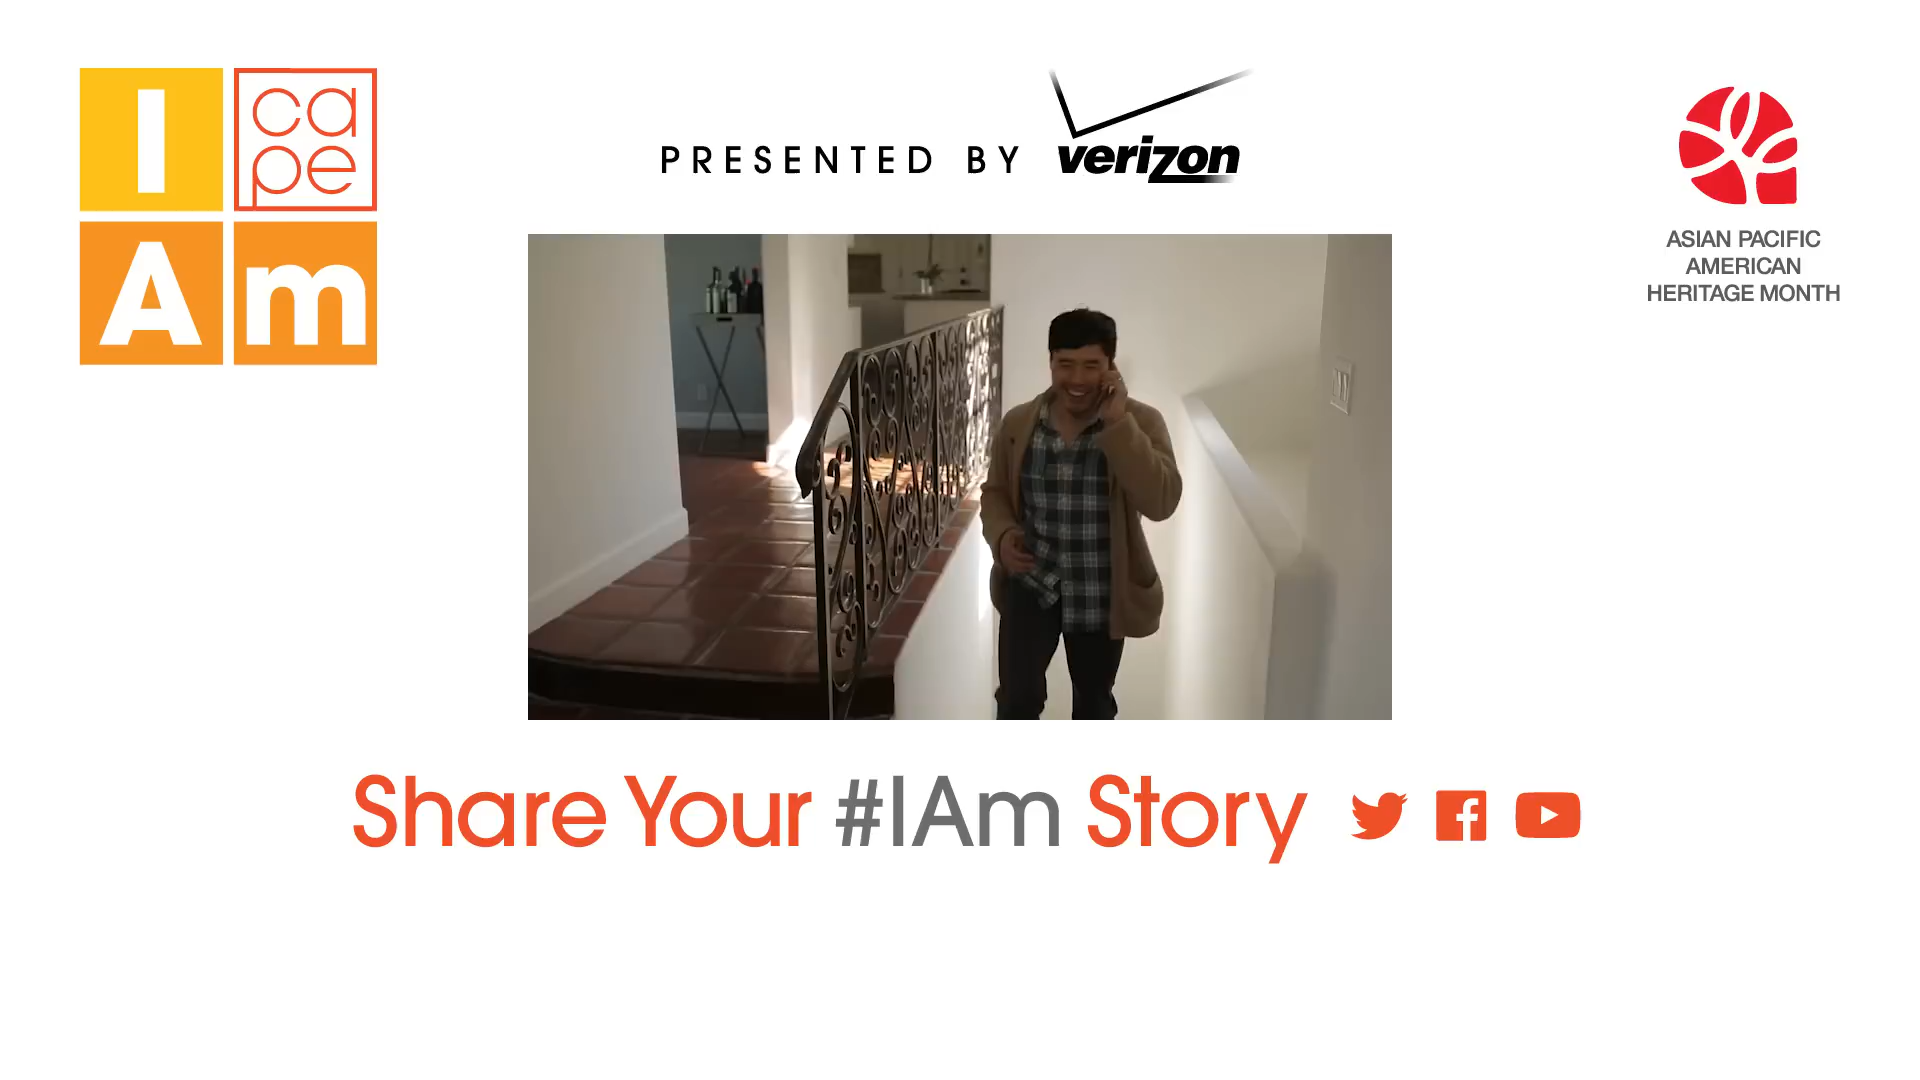 I
ca
pe
Am
PRESENTED BY verizon
ASIAN PACIFIC
AMERICAN
HERITAGE MONTH
Share Your #IAm Story